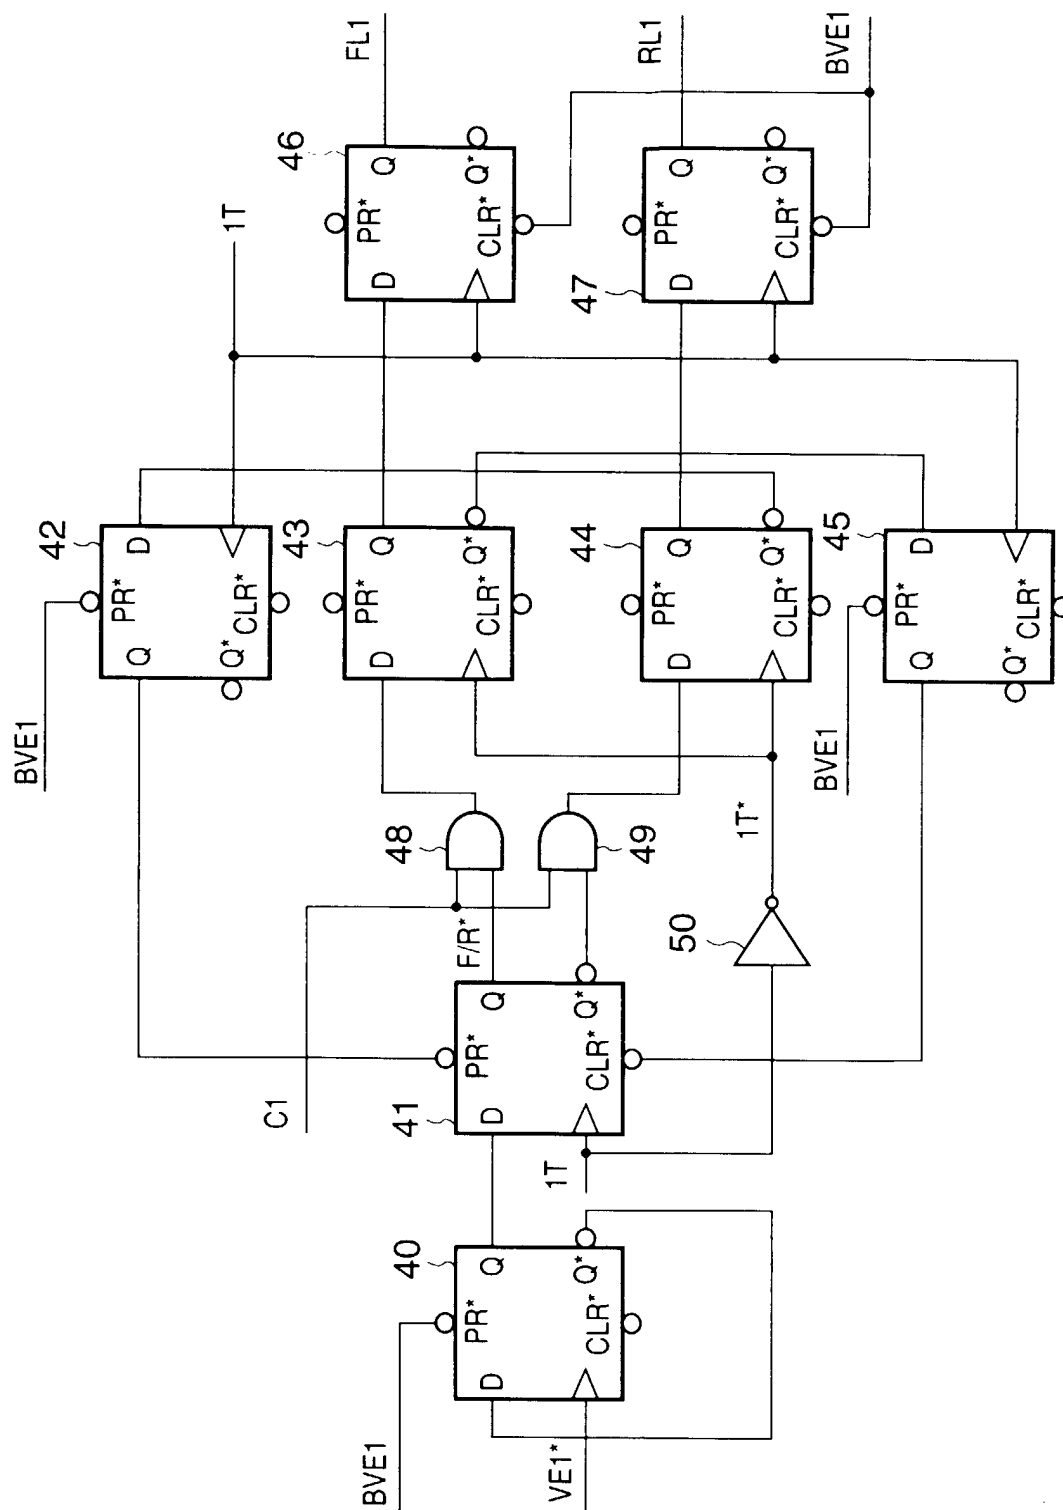 BVE1
VE1*
40
PR*
D
Q
Q*
CLR*
1T
41
PR*
D
Q
Q*
CLR*
C1
F/R*
48
49
50
1T*
BVE1
42
PR*
Q
D
Q*
CLR*
43
PR*
D
Q
Q*
CLR*
44
PR*
D
Q
Q*
CLR*
BVE1
45
PR*
Q
D
Q*
CLR*
1T
46
PR*
D
Q
Q*
CLR*
FL1
47
PR*
D
Q
Q*
CLR*
RL1
BVE1